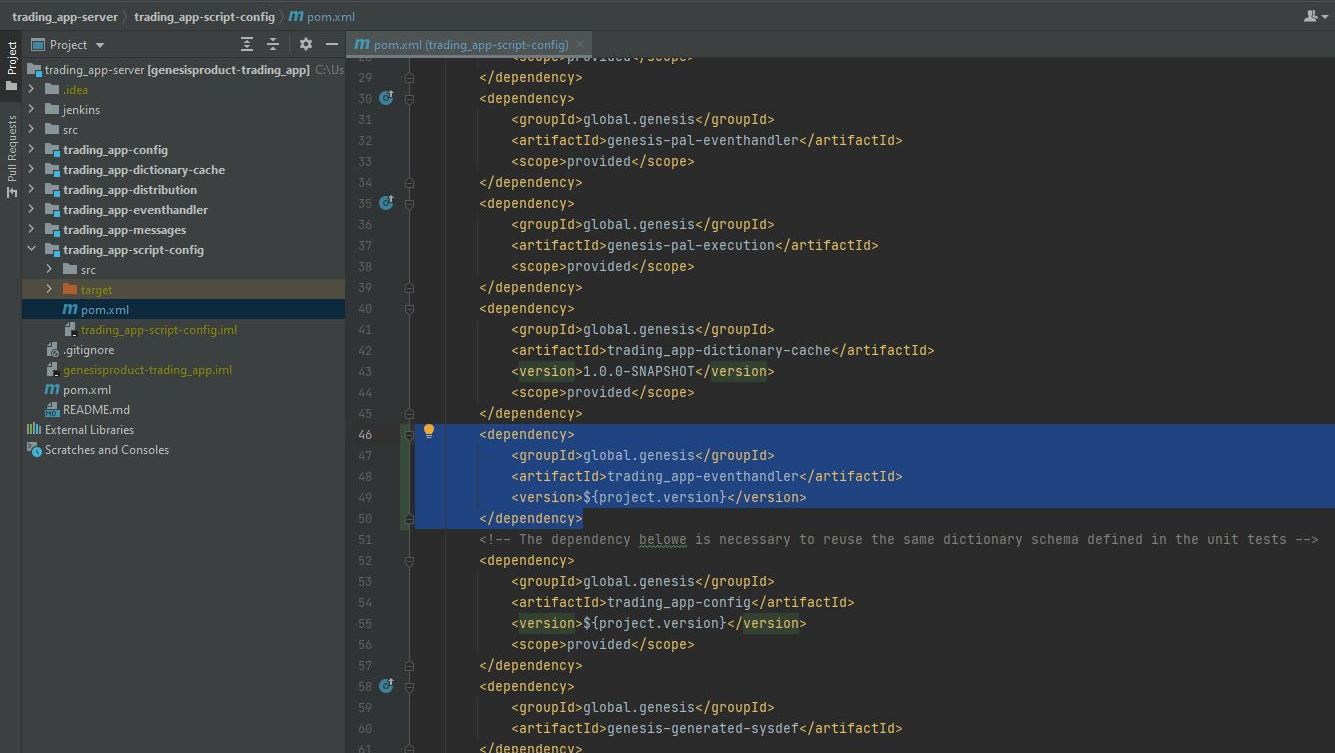 trading_app-server
trading_app-script-config
m pom.xml
Project
Pull Requests
Project
trading_app-server [genesisproduct-trading_app] C:\Us
.idea
jenkins
src
trading_app-config
trading_app-dictionary-cache
trading_app-distribution
trading_app-eventhandler
trading_app-messages
trading_app-script-config
src
target
m pom.xml
trading_app-script-config.iml
.gitignore
genesisproduct-trading_app.iml
m pom.xml
README.md
External Libraries
Scratches and Consoles
m pom.xml (trading_app-script-config)
28 <scope>provided</scope>
29 </dependency>
30 <dependency>
31 <groupId>global.genesis</groupId>
32 <artifactId>genesis-pal-eventhandler</artifactId>
33 <scope>provided</scope>
34 </dependency>
35 <dependency>
36 <groupId>global.genesis</groupId>
37 <artifactId>genesis-pal-execution</artifactId>
38 <scope>provided</scope>
39 </dependency>
40 <dependency>
41 <groupId>global.genesis</groupId>
42 <artifactId>trading_app-dictionary-cache</artifactId>
43 <version>1.0.0-SNAPSHOT</version>
44 <scope>provided</scope>
45 </dependency>
46 <dependency>
47 <groupId>global.genesis</groupId>
48 <artifactId>trading_app-eventhandler</artifactId>
49 <version>${project.version}</version>
50 </dependency>
51 <!-- The dependency belowe is necessary to reuse the same dictionary schema defined in the unit tests -->
52 <dependency>
53 <groupId>global.genesis</groupId>
54 <artifactId>trading_app-config</artifactId>
55 <version>${project.version}</version>
56 <scope>provided</scope>
57 </dependency>
58 <dependency>
59 <groupId>global.genesis</groupId>
60 <artifactId>genesis-generated-sysdef</artifactId>
61 </dependency>